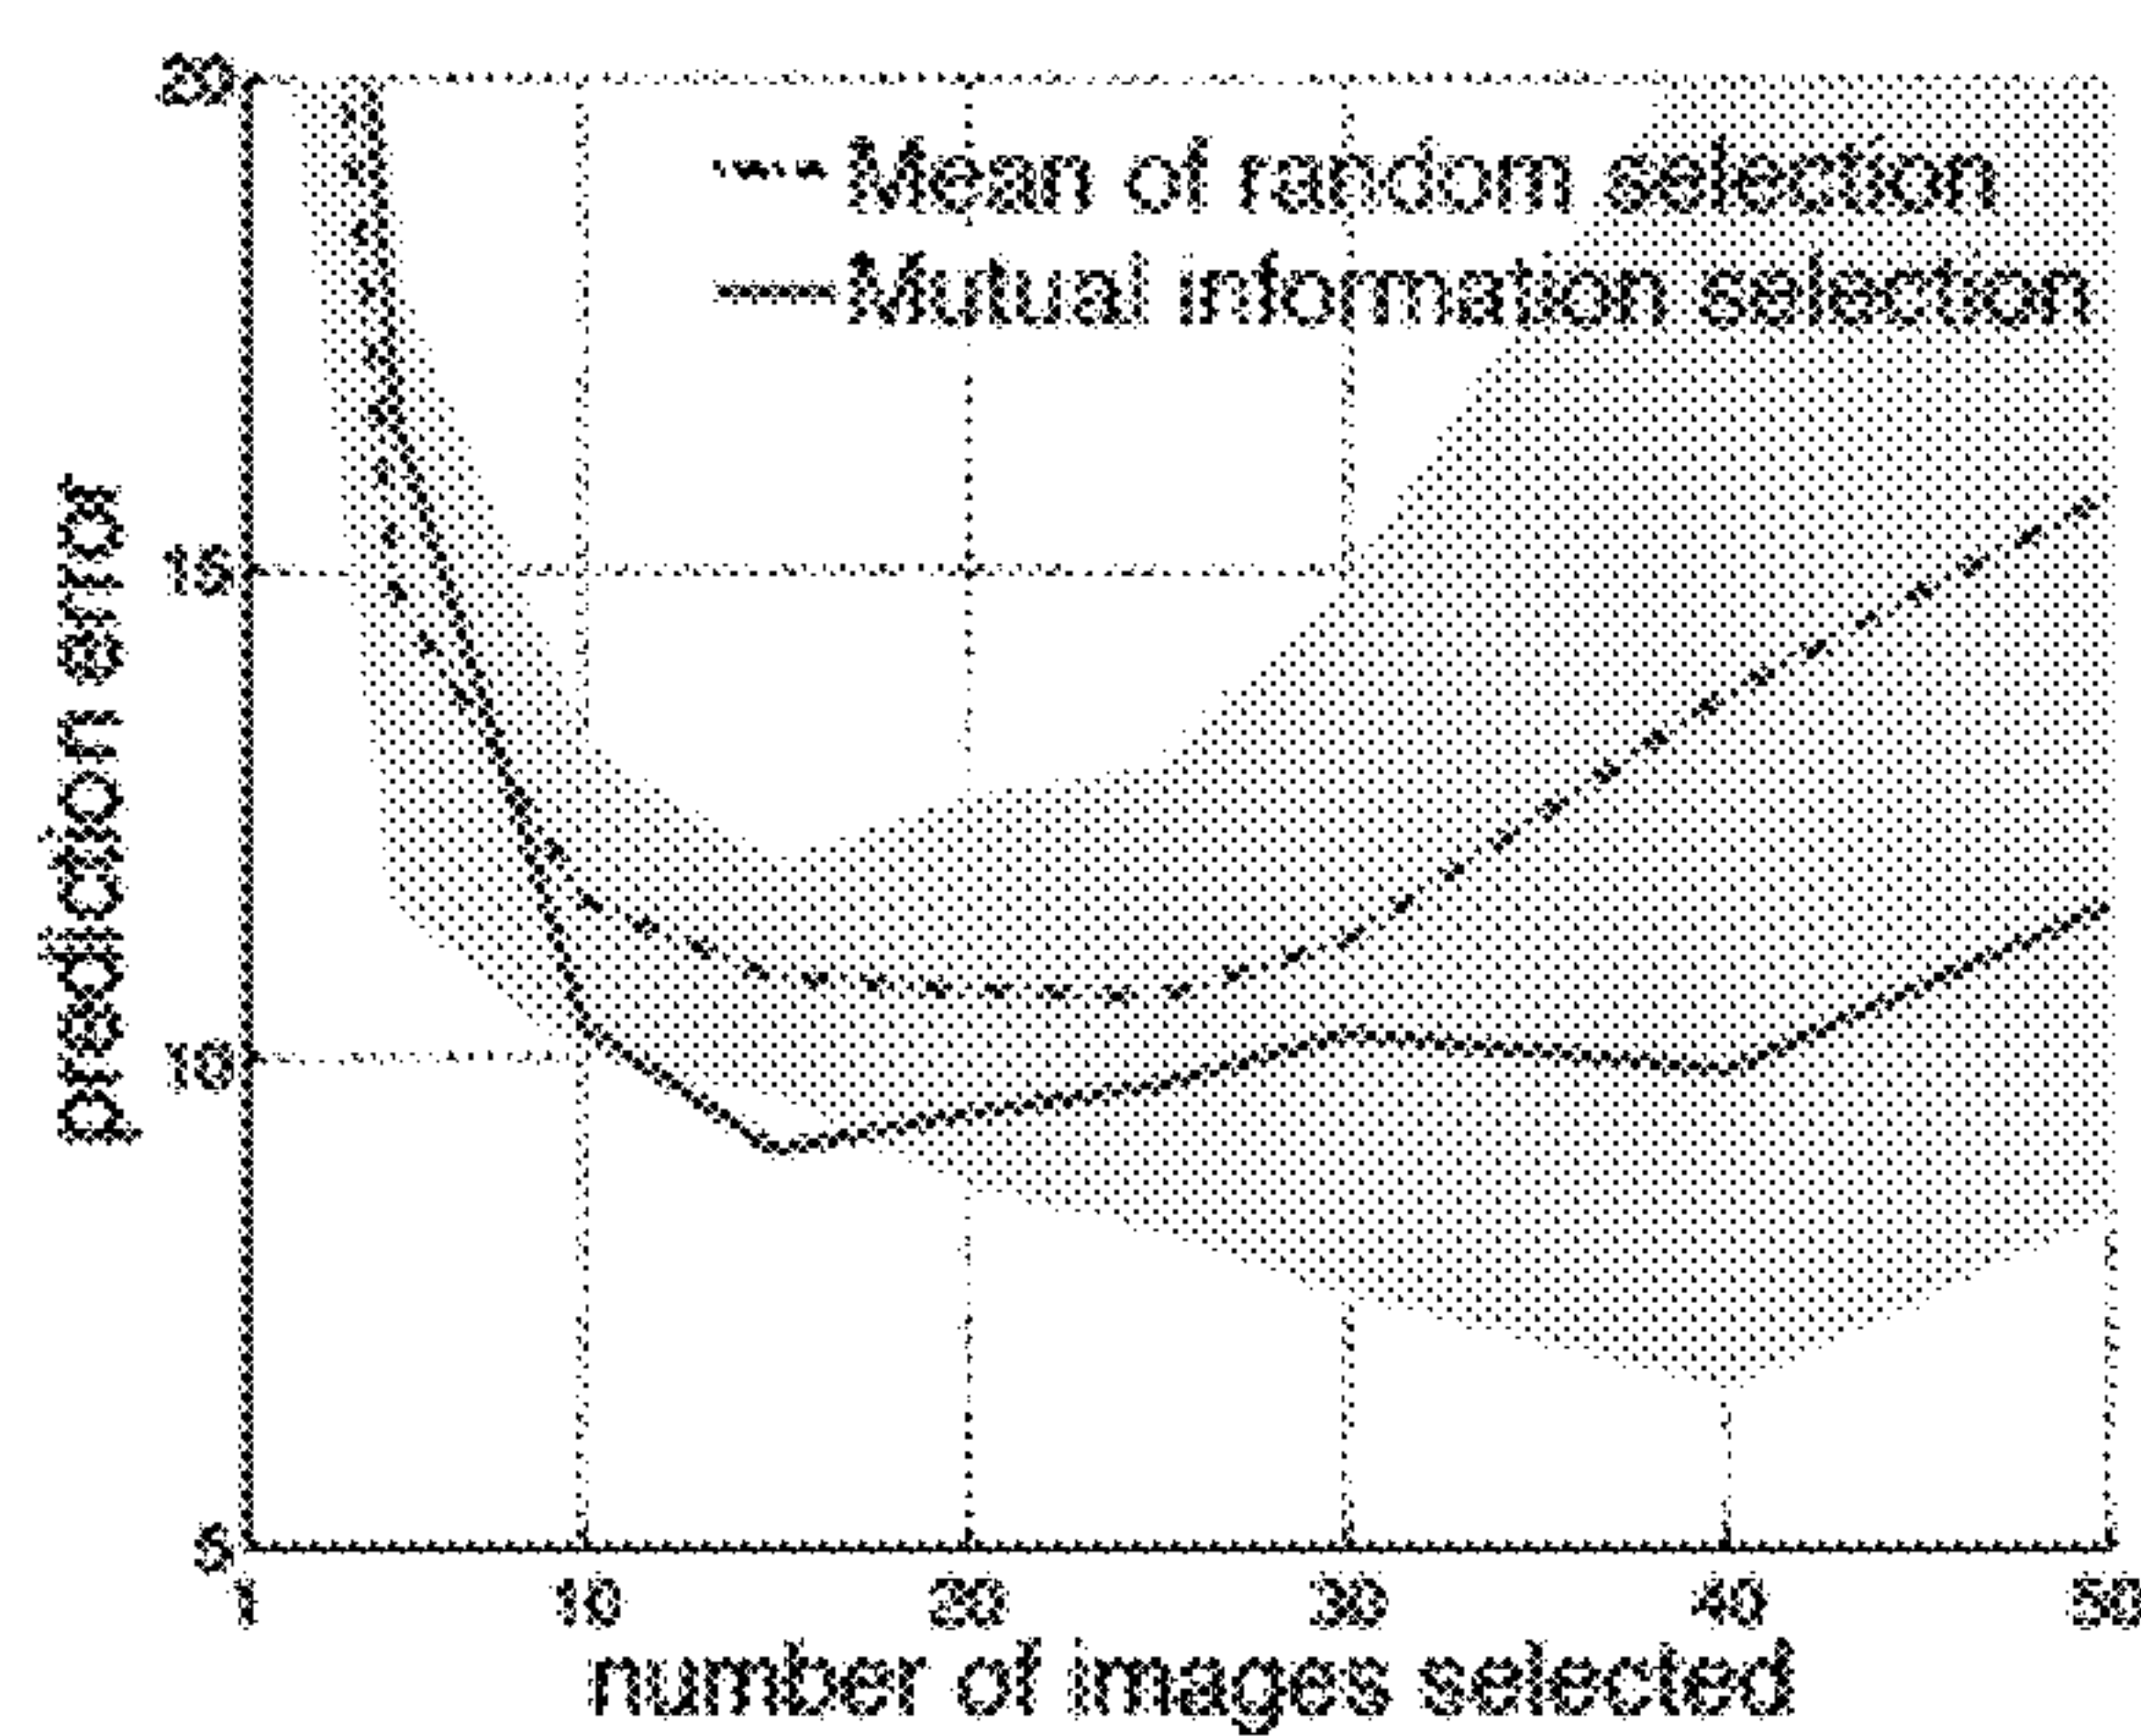 20
Mean of random selection
Mutual information selection
15
prediction error
10
5
1 10 20 30 40 50
number of images selected